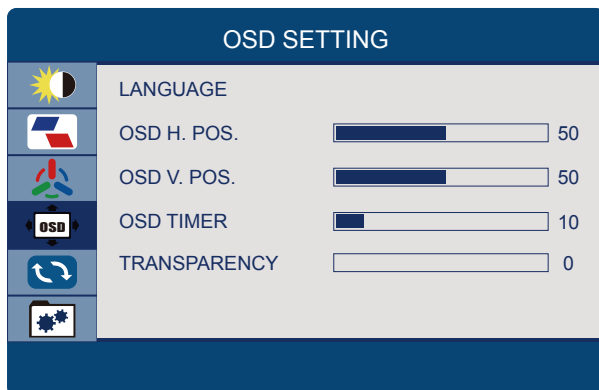 OSD SETTING
LANGUAGE
OSD H. POS. 50
OSD V. POS. 50
OSD
OSD TIMER 10
TRANSPARENCY 0